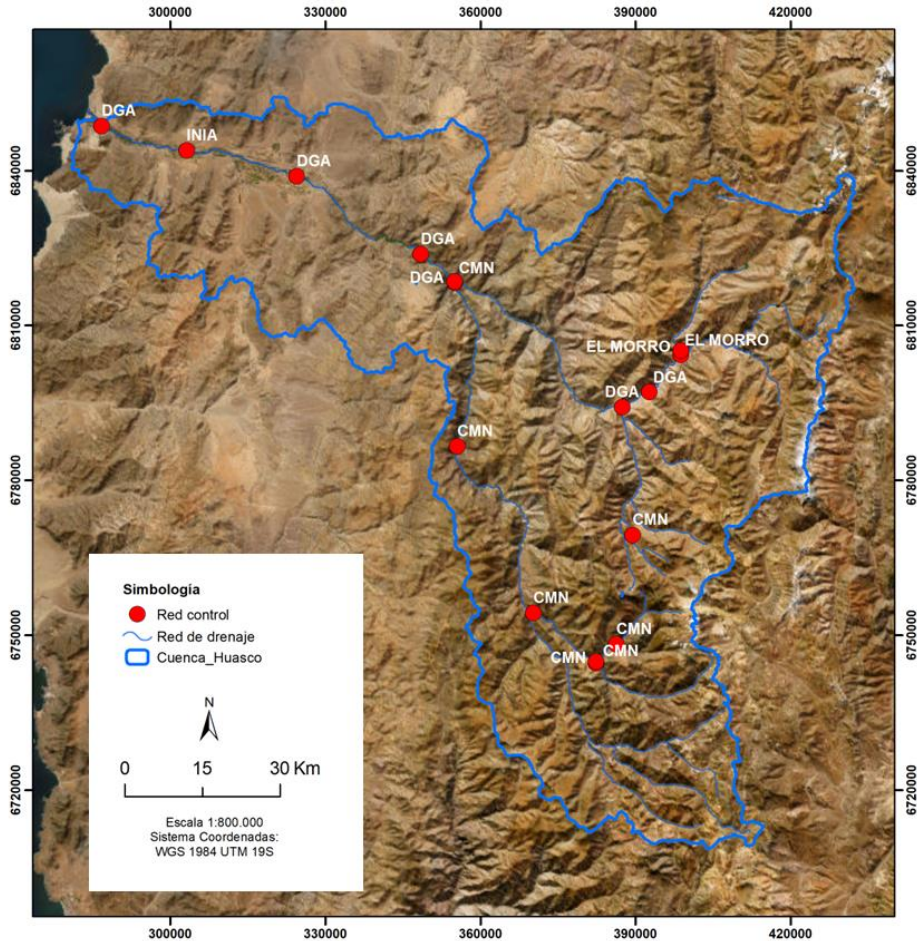 300000 330000 360000 390000 420000
DGA
INIA
DGA
6840000 6840000
DGA
DGA CMN
6810000 6810000
EL MORRO EL MORRO
DGA
DGA
CMN
6780000 6780000
CMN
CMN
CMN
CMN CMN
6750000 6750000
Simbología
Red control
Red de drenaje
Cuenca_Huasco
N
0 15 30 Km
Escala 1:800.000
Sistema Coordenadas:
WGS 1984 UTM 19S
6720000 6720000
300000 330000 360000 390000 420000